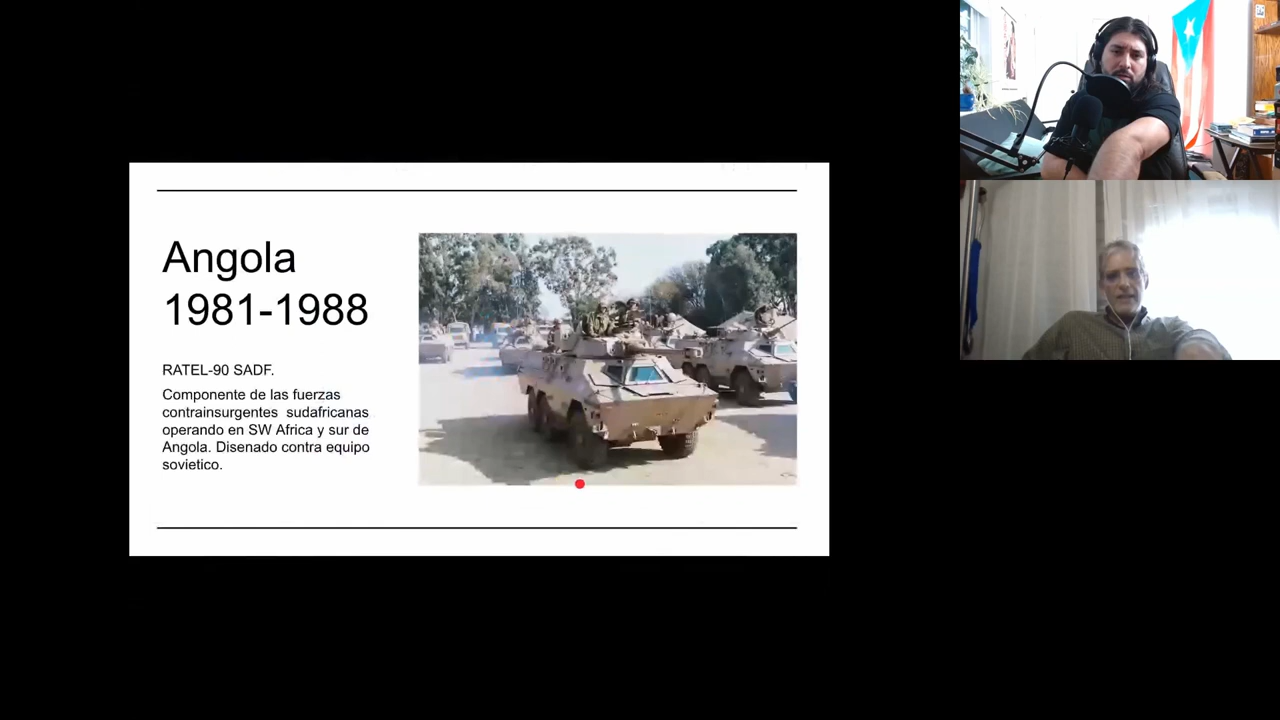 Angola
1981-1988
RATEL-90 SADF.
Componente de las fuerzas
contrainsurgentes sudafricanas
operando en SW Africa y sur de
Angola. Disenado contra equipo
sovietico.